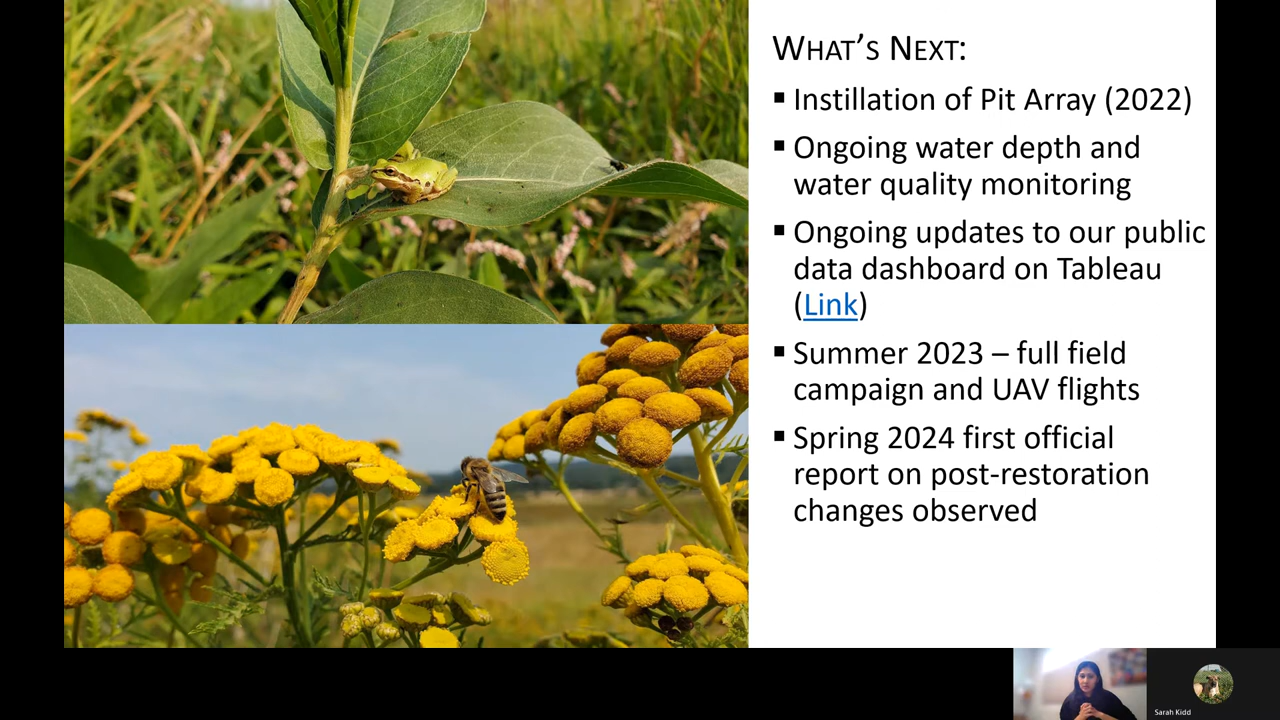 What's Next:
▪ Instillation of Pit Array (2022)
▪ Ongoing water depth and
water quality monitoring
▪ Ongoing updates to our public
data dashboard on Tableau
(Link)
▪ Summer 2023 – full field
campaign and UAV flights
▪ Spring 2024 first official
report on post-restoration
changes observed
Sarah Kidd